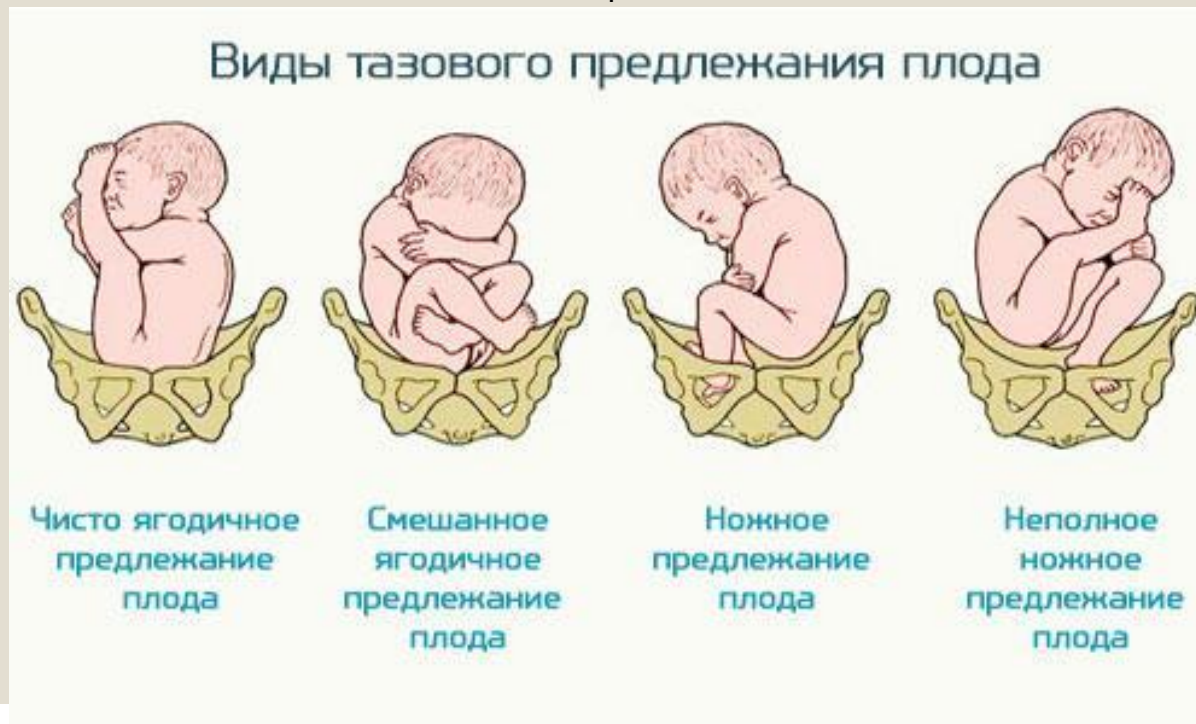 Виды тазового предлежания плода
Чисто ягодичное
предлежание
плода
Смешанное
ягодичное
предлежание
плода
Ножное
предлежание
плода
Неполное
ножное
предлежание
плода